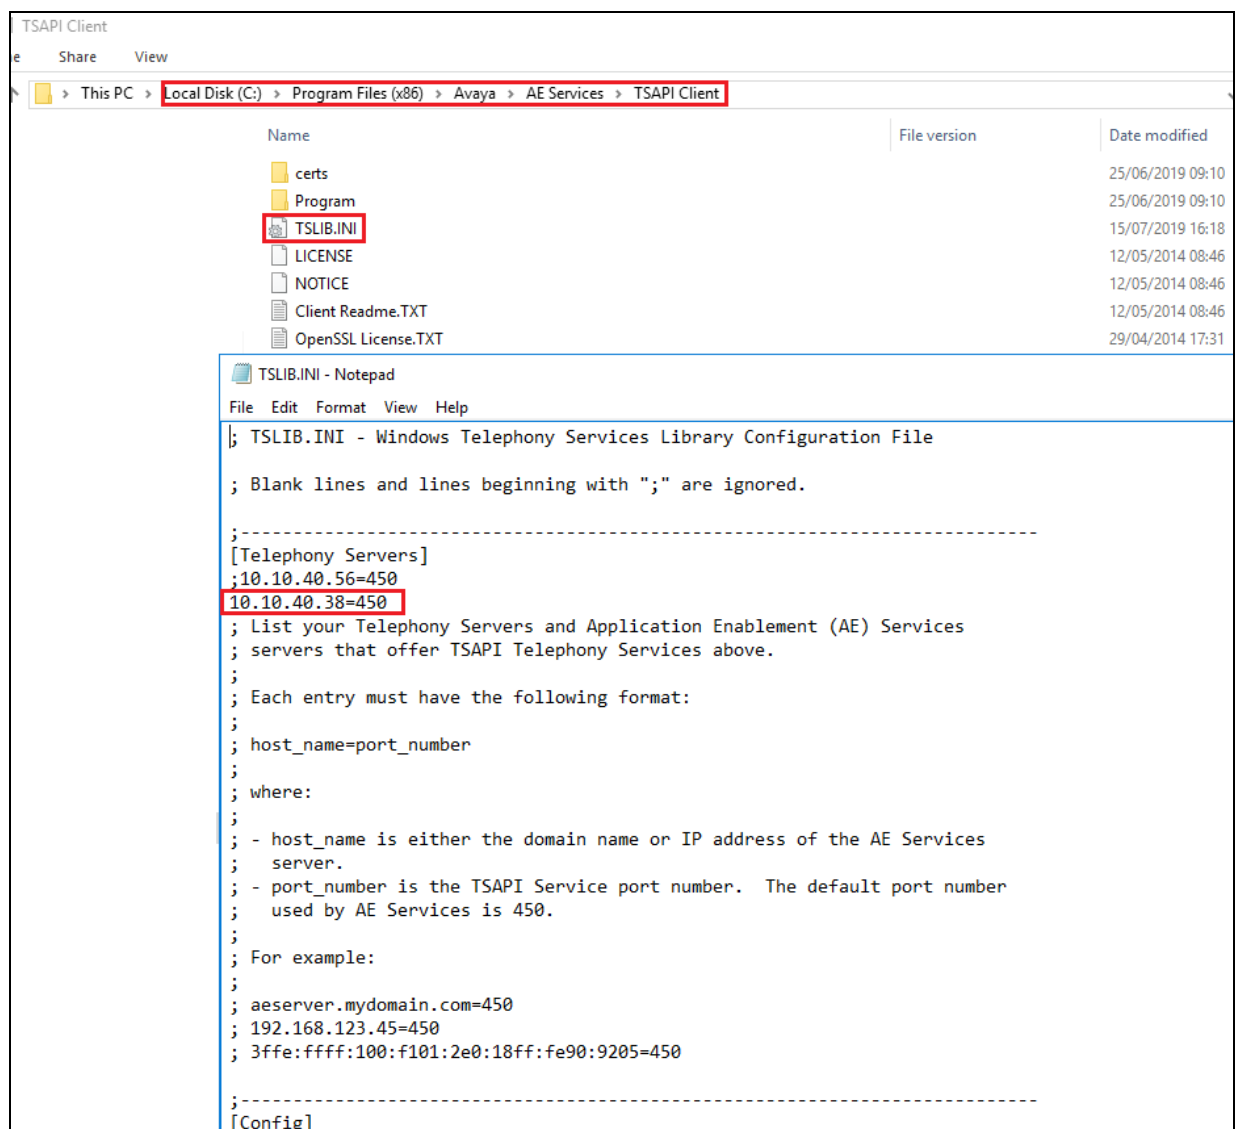 TSAPI Client
Share View
This PC > Local Disk (C:) > Program Files (x86) > Avaya > AE Services > TSAPI Client
Name File version Date modified
certs 25/06/2019 09:10
Program 25/06/2019 09:10
TSLIB.INI 15/07/2019 16:18
LICENSE 12/05/2014 08:46
NOTICE 12/05/2014 08:46
Client Readme.TXT 12/05/2014 08:46
OpenSSL License.TXT 29/04/2014 17:31
TSLIB.INI - Notepad
File Edit Format View Help
; TSLIB.INI - Windows Telephony Services Library Configuration File
; Blank lines and lines beginning with ";" are ignored.
;----------------------------------------------------------------------------
[Telephony Servers]
;10.10.40.56=450
10.10.40.38=450
; List your Telephony Servers and Application Enablement (AE) Services
; servers that offer TSAPI Telephony Services above.
;
; Each entry must have the following format:
;
; host_name=port_number
;
; where:
;
; - host_name is either the domain name or IP address of the AE Services
;   server.
; - port_number is the TSAPI Service port number.  The default port number
;   used by AE Services is 450.
;
; For example:
;
; aeserver.mydomain.com=450
; 192.168.123.45=450
; 3ffe:ffff:100:f101:2e0:18ff:fe90:9205=450
;----------------------------------------------------------------------------
[Config]